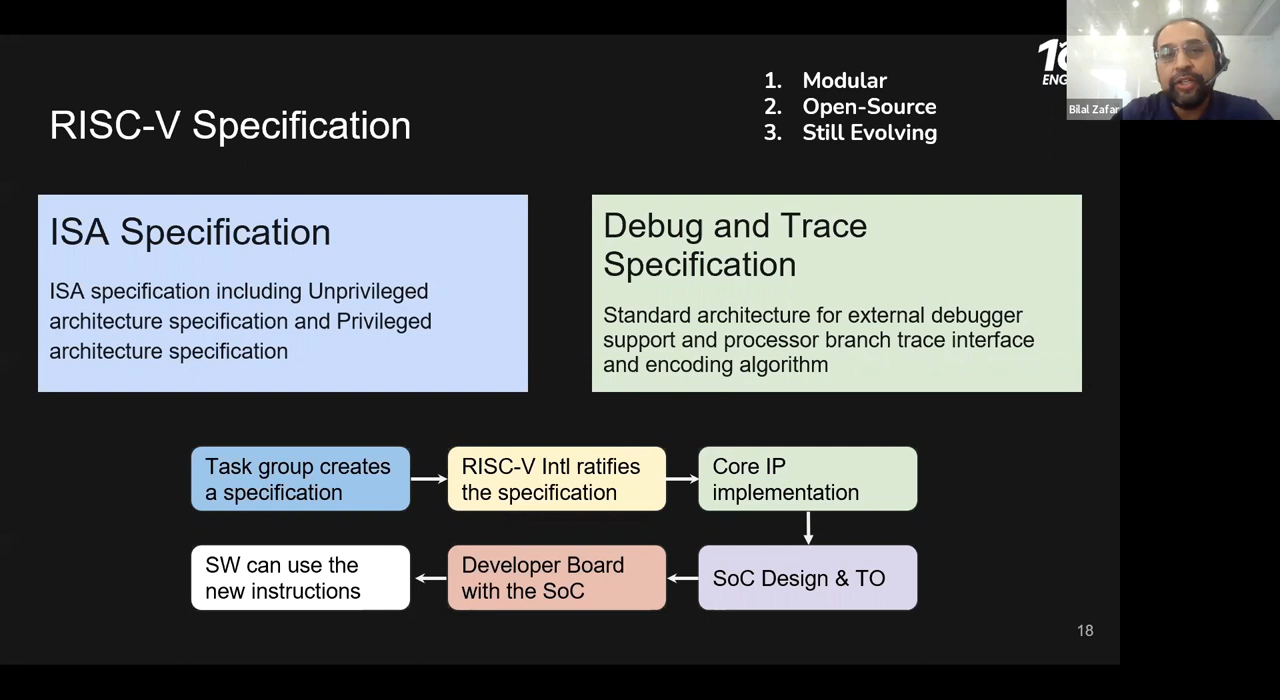 RISC-V Specification
1. Modular
2. Open-Source
3. Still Evolving
Bilal Zafar
ISA Specification
ISA specification including Unprivileged
architecture specification and Privileged
architecture specification
Debug and Trace
Specification
Standard architecture for external debugger
support and processor branch trace interface
and encoding algorithm
Task group creates
a specification
RISC-V Intl ratifies
the specification
Core IP
implementation
SW can use the
new instructions
Developer Board
with the SoC
SoC Design & TO
18